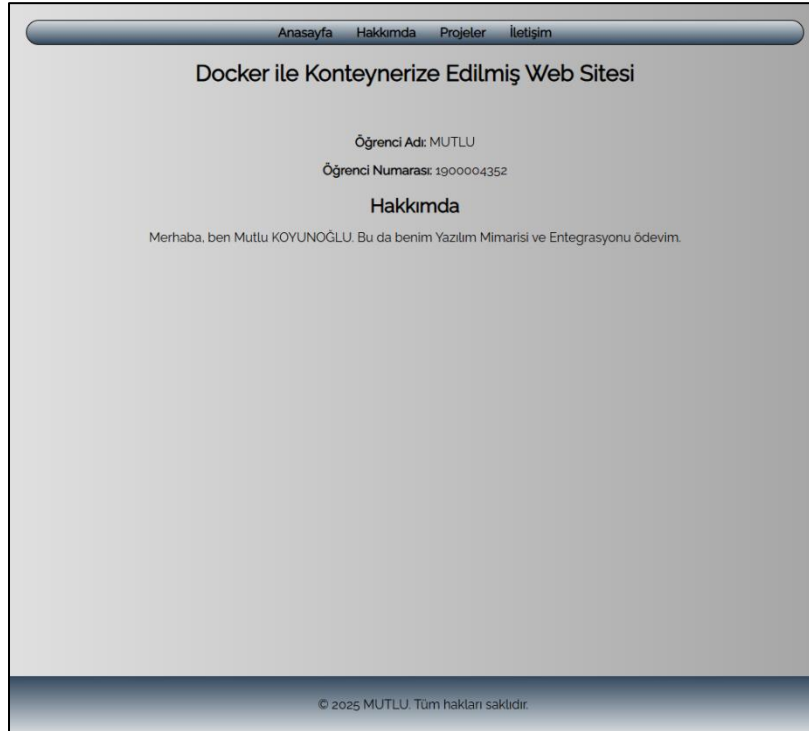 Anasayfa Hakkımda Projeler İletişim
Docker ile Konteynerize Edilmiş Web Sitesi
Öğrenci Adı: MUTLU
Öğrenci Numarası: 1900004352
Hakkımda
Merhaba, ben Mutlu KOYUNOĞLU. Bu da benim Yazılım Mimarisi ve Entegrasyonu ödevim.
© 2025 MUTLU. Tüm hakları saklıdır.